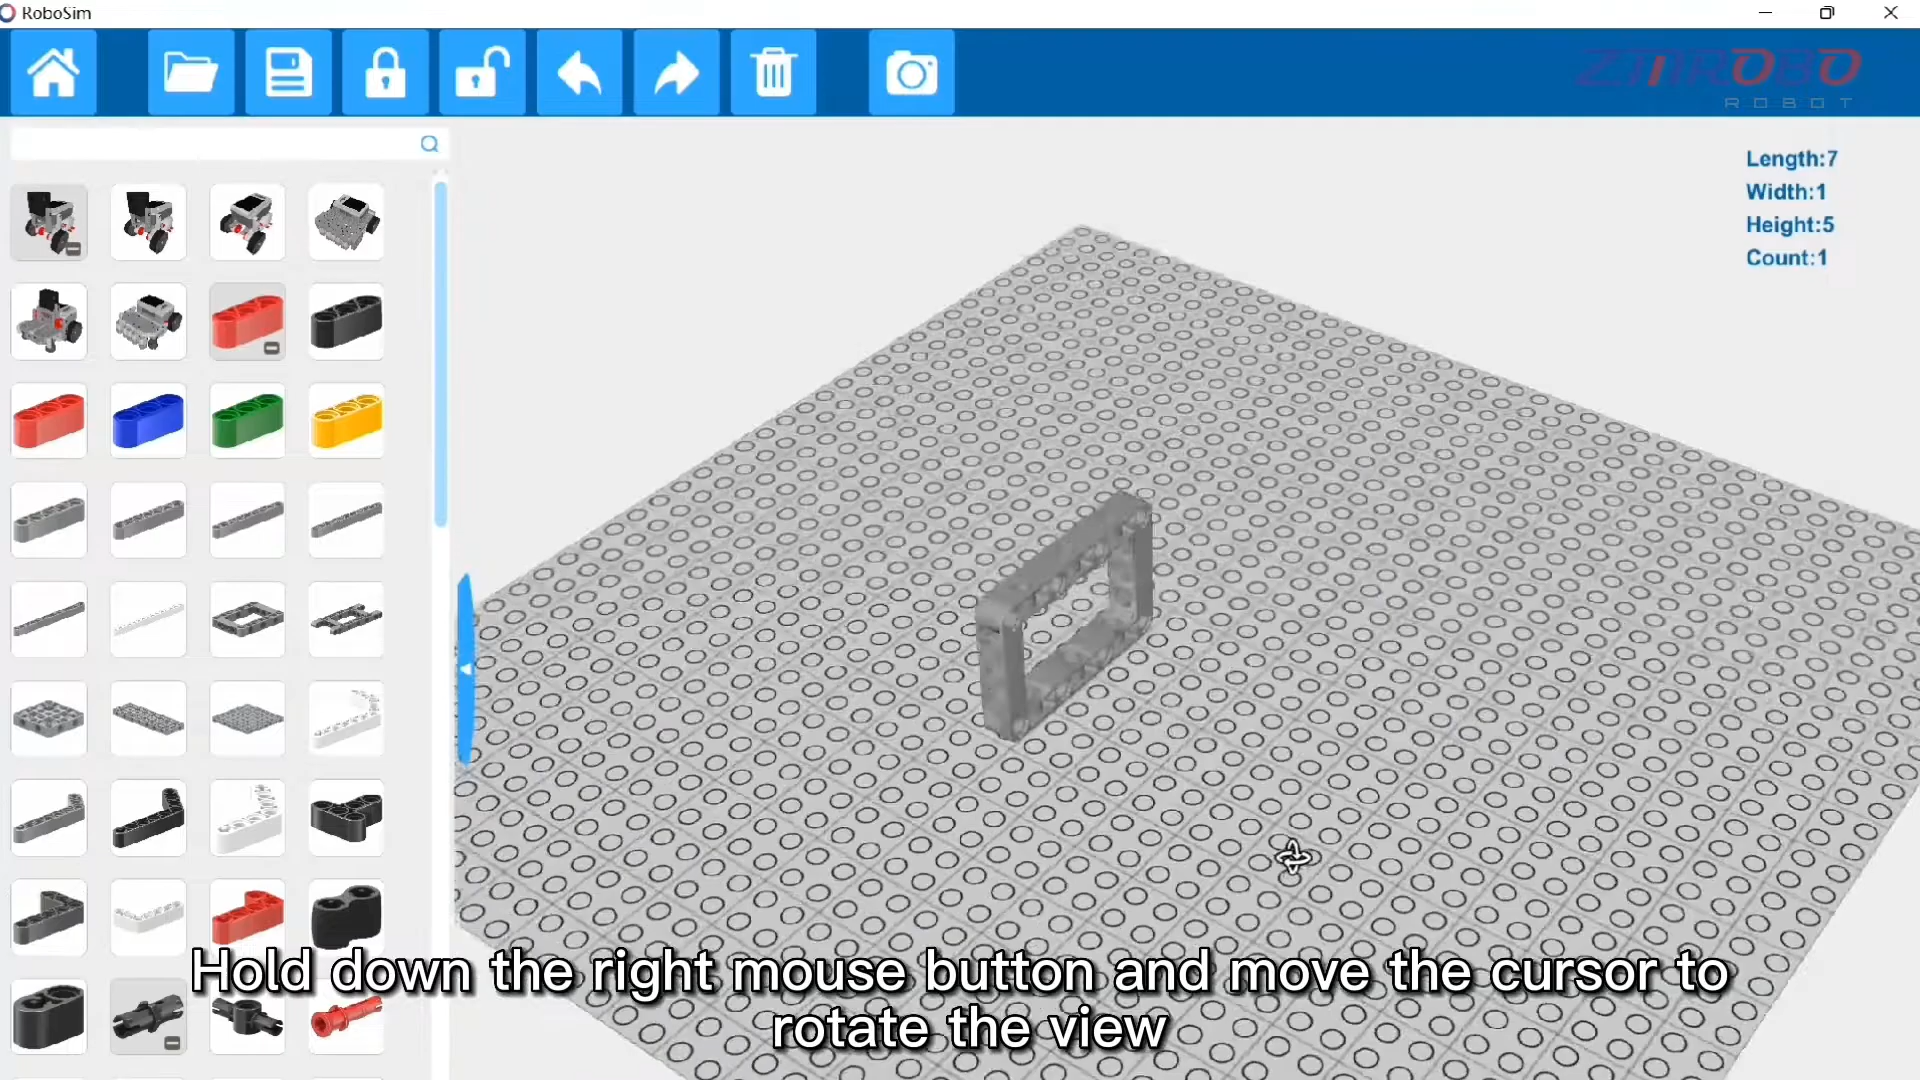 RoboSim
ZMROBO
ROBOT
Length:7
Width:1
Height:5
Count:1
Hold down the right mouse button and move the cursor to
rotate the view